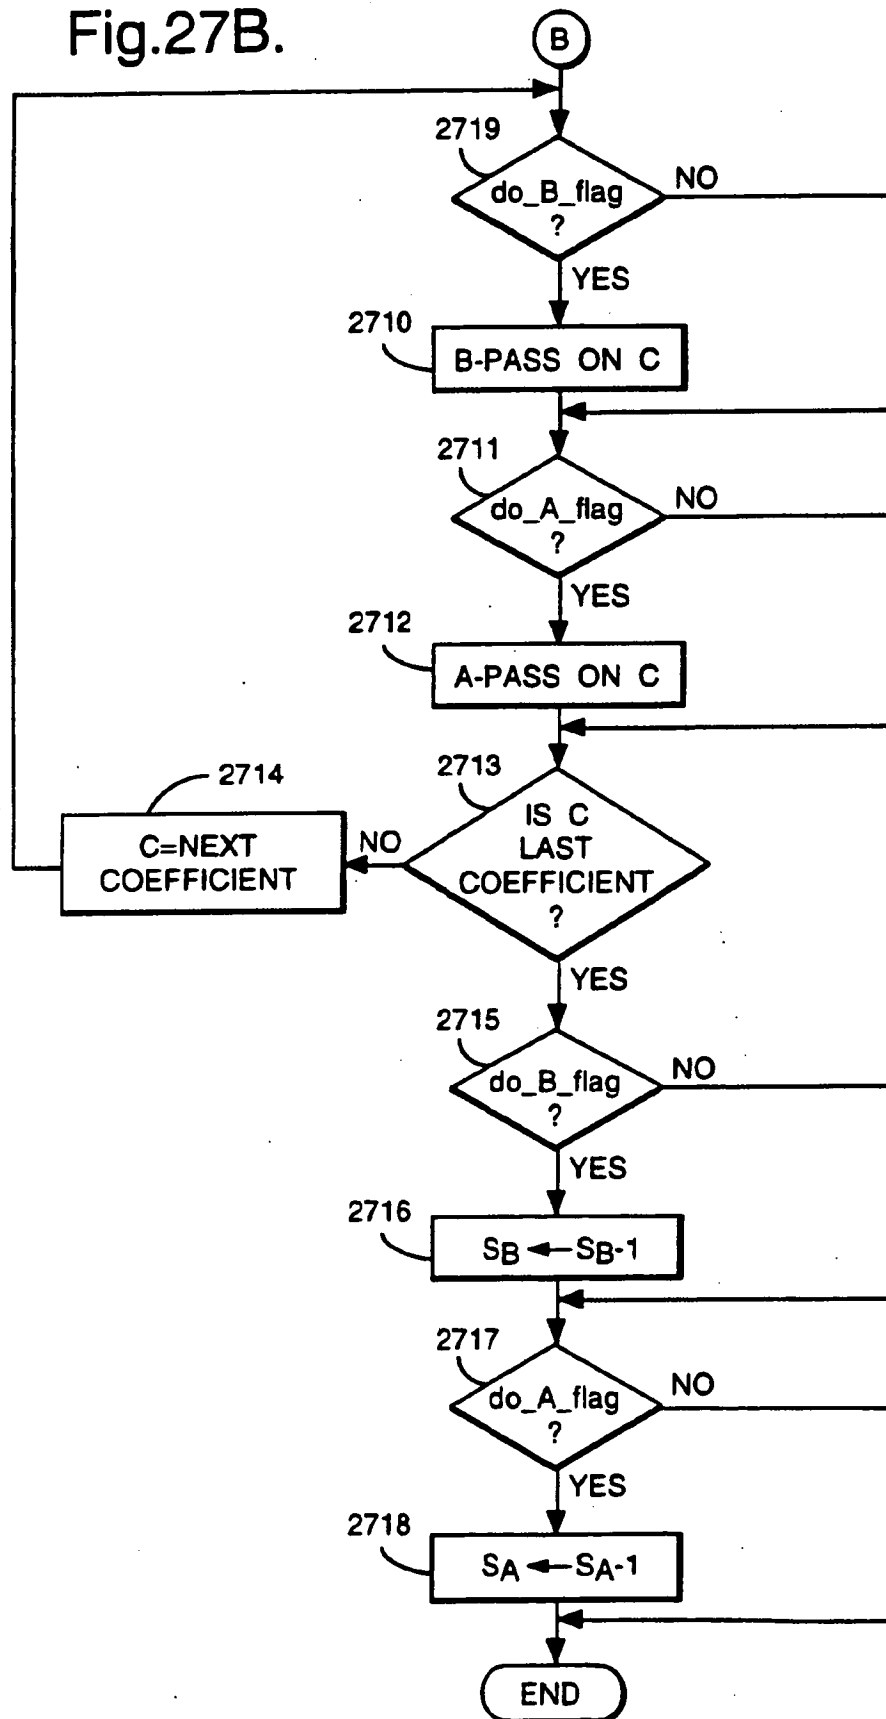 Fig.27B.
B
2719
do_B_flag
?
NO
YES
2710
B-PASS ON C
2711
do_A_flag
?
NO
YES
2712
A-PASS ON C
2713
IS C
LAST
COEFFICIENT
?
NO
2714
C=NEXT
COEFFICIENT
YES
2715
do_B_flag
?
NO
YES
2716
SB←SB-1
2717
do_A_flag
?
NO
YES
2718
SA←SA-1
END